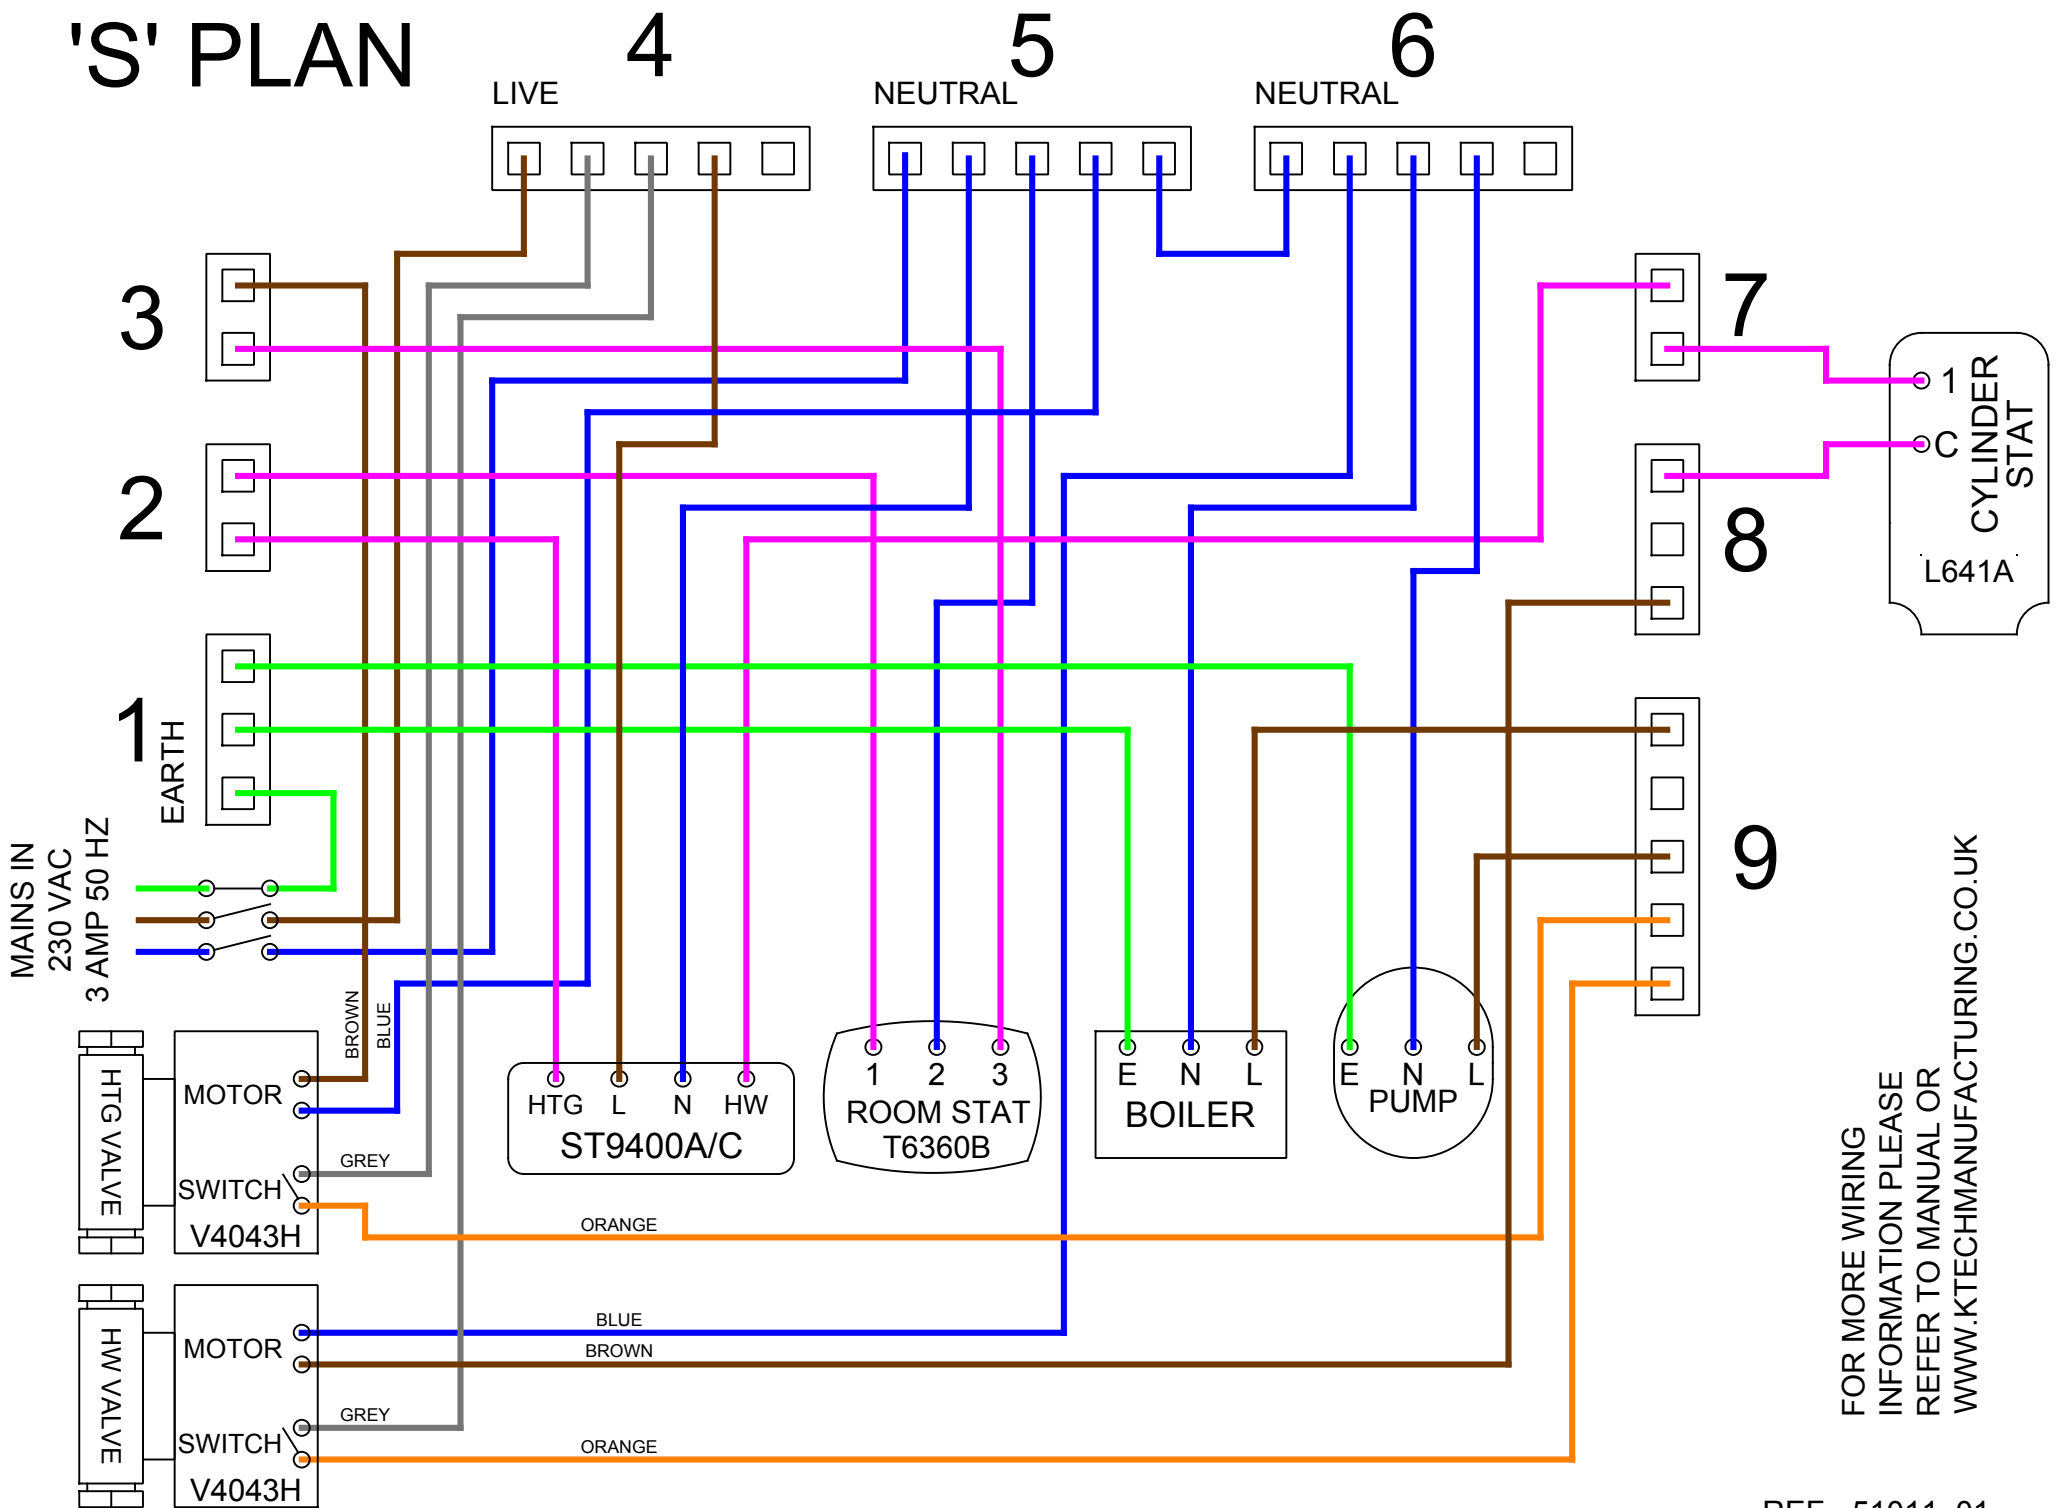 'S' PLAN
4
5
6
LIVE
NEUTRAL
NEUTRAL
3
7
1
C
CYLINDER
STAT
L641A
2
8
1
EARTH
9
MAINS IN
230 VAC
3 AMP 50 HZ
BROWN
BLUE
HTG VALVE
MOTOR
SWITCH
V4043H
GREY
ORANGE
HTG L N HW
ST9400A/C
1 2 3
ROOM STAT
T6360B
E N L
BOILER
E N L
PUMP
HW VALVE
MOTOR
SWITCH
V4043H
BLUE
BROWN
GREY
ORANGE
FOR MORE WIRING
INFORMATION PLEASE
REFER TO MANUAL OR
WWW.KTECHMANUFACTURING.CO.UK